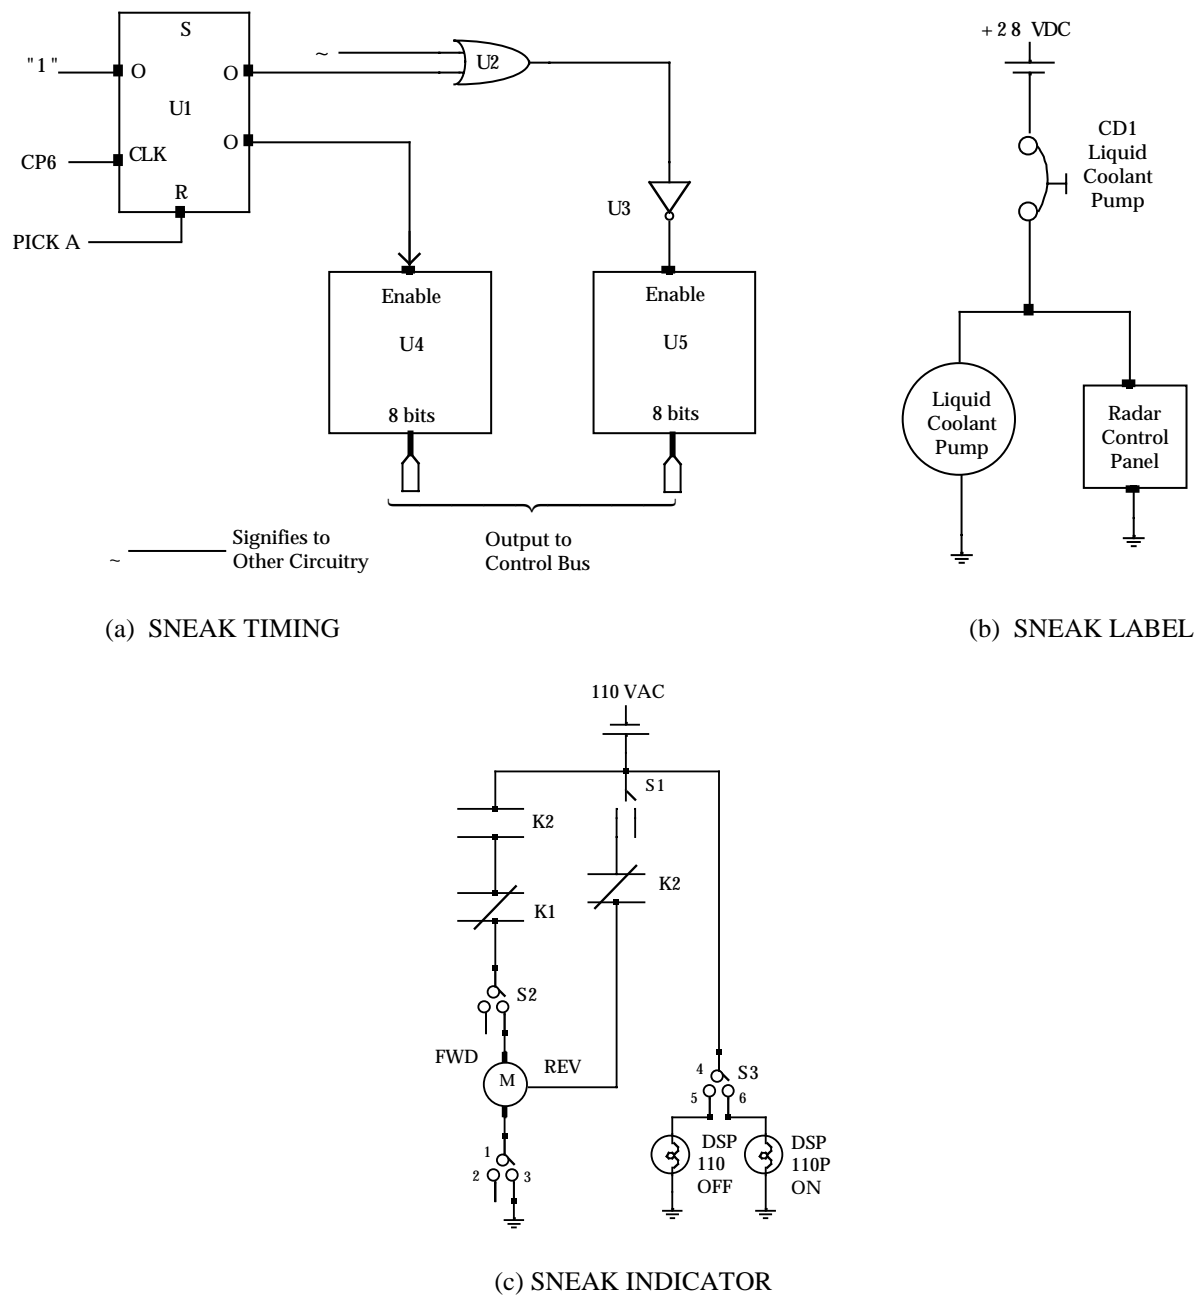 S
"1"
O
O
U1
O
CP6
CLK
R
PICK A
~
U2
U3
Enable
U4
8 bits
Enable
U5
8 bits
~
Signifies to
Other Circuitry
Output to
Control Bus
(a) SNEAK TIMING
+28 VDC
CD1
Liquid
Coolant
Pump
Liquid
Coolant
Pump
Radar
Control
Panel
(b) SNEAK LABEL
110 VAC
S1
K2
K2
K1
S2
FWD
M
REV
1
2
3
4
S3
5
6
DSP
110
OFF
DSP
110P
ON
(c) SNEAK INDICATOR